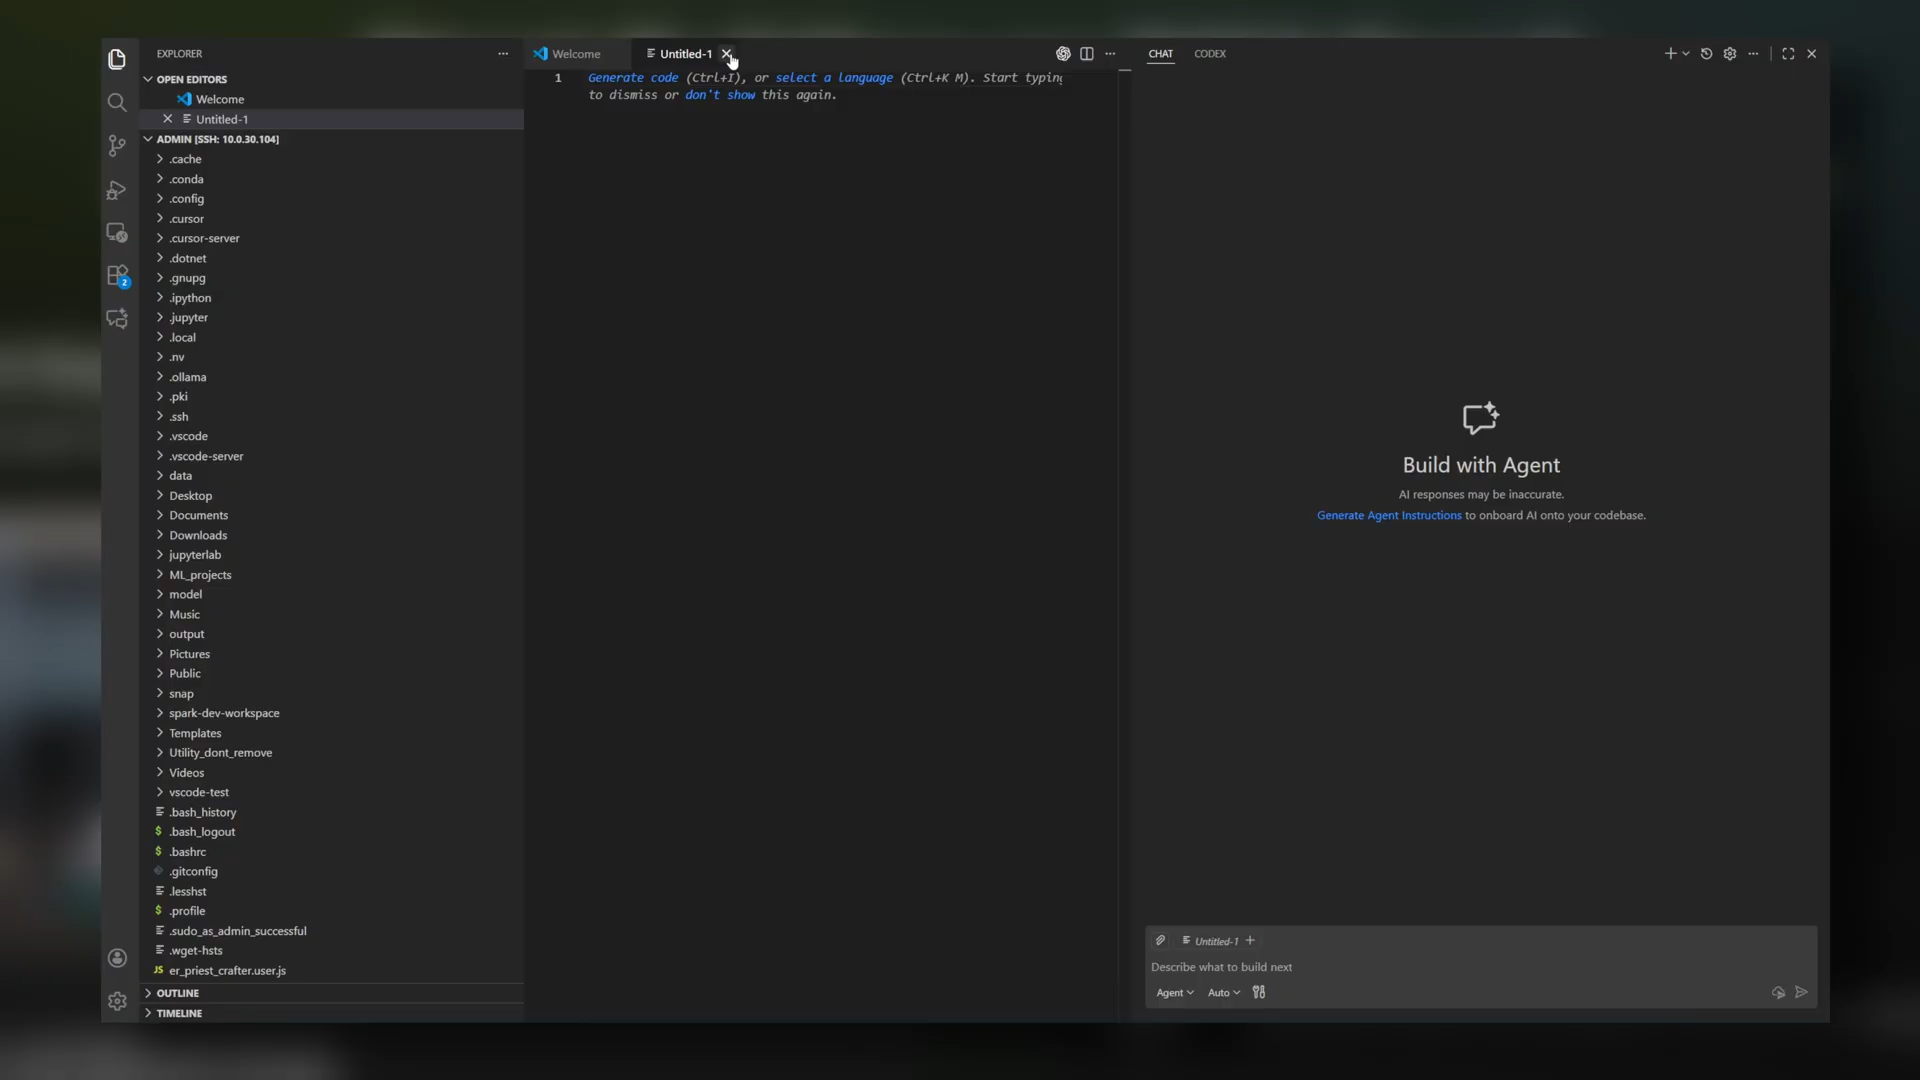 EXPLORER
OPEN EDITORS
Welcome
Untitled-1
ADMIN [SSH: 10.0.30.104]
.cache
.conda
.config
.cursor
.cursor-server
.dotnet
.gnupg
.ipython
.jupyter
.local
.nv
.ollama
.pki
.ssh
.vscode
.vscode-server
data
Desktop
Documents
Downloads
jupyterlab
ML_projects
model
Music
output
Pictures
Public
snap
spark-dev-workspace
Templates
Utility_dont_remove
Videos
vscode-test
.bash_history
$ .bash_logout
$ .bashrc
.gitconfig
.lesshst
$ .profile
.sudo_as_admin_successful
.wget-hsts
JS er_priest_crafter.user.js
OUTLINE
TIMELINE
2
Welcome
Untitled-1
1 Generate code (Ctrl+I), or select a language (Ctrl+K M). Start typing
to dismiss or don't show this again.
CHAT CODEX
Build with Agent
AI responses may be inaccurate.
Generate Agent Instructions to onboard AI onto your codebase.
Untitled-1
Describe what to build next
Agent Auto